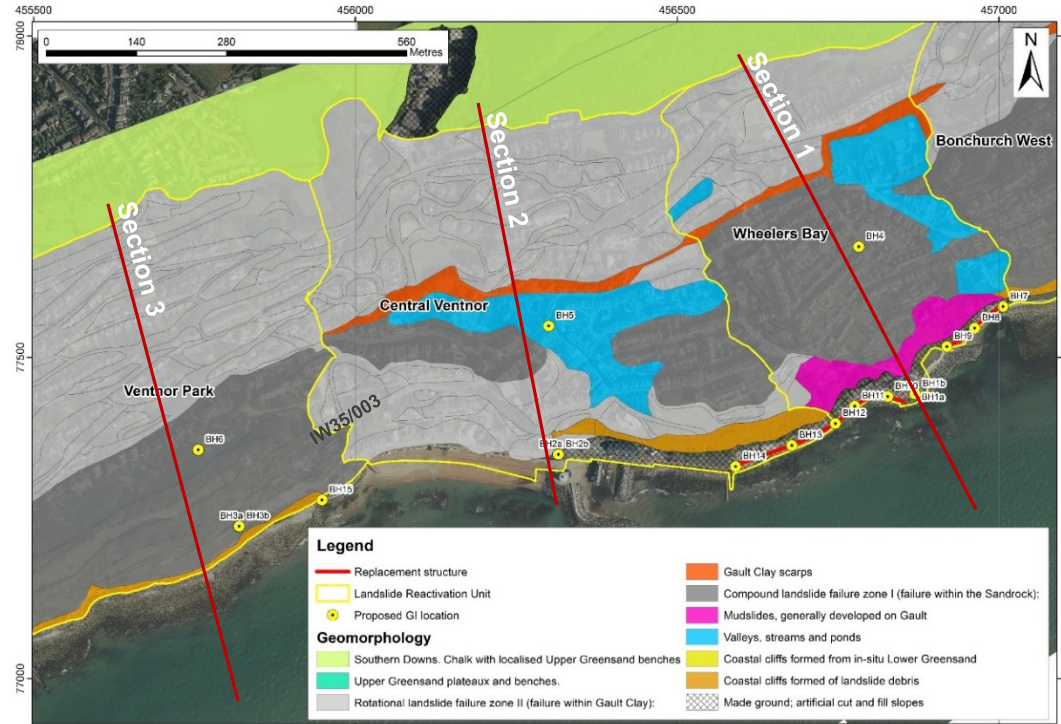 455500
456000
456500
457000
78000
77500
77000
0
140
280
560
Metres
N
Section 1
Section 2
Section 3
Bonchurch West
Wheelers Bay
Central Ventnor
Ventnor Park
IW35/003
BH4
BH5
BH6
BH7
BH8
BH9
BH10
BH1b
BH1a
BH11
BH12
BH13
BH14
BH2a
BH2b
BH15
BH3a
BH3b
Legend
Replacement structure
Landslide Reactivation Unit
Proposed GI location
Geomorphology
Southern Downs. Chalk with localised Upper Greensand benches
Upper Greensand plateaux and benches.
Rotational landslide failure zone II (failure within Gault Clay):
Gault Clay scarps
Compound landslide failure zone I (failure within the Sandrock):
Mudslides, generally developed on Gault
Valleys, streams and ponds
Coastal cliffs formed from in-situ Lower Greensand
Coastal cliffs formed of landslide debris
Made ground; artificial cut and fill slopes